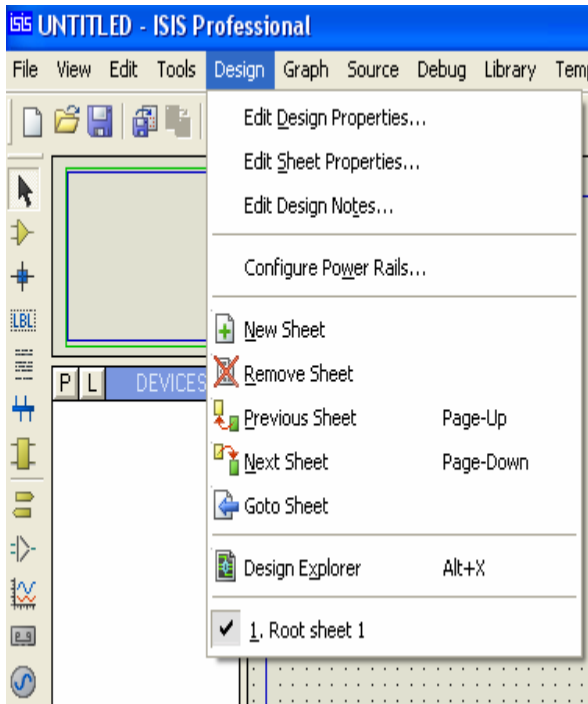 isis UNTITLED - ISIS Professional
File View Edit Tools Design Graph Source Debug Library Tem
Edit Design Properties...
Edit Sheet Properties...
Edit Design Notes...
Configure Power Rails...
LBL
New Sheet
P L DEVICES
Remove Sheet
Previous Sheet Page-Up
Next Sheet Page-Down
Goto Sheet
Design Explorer Alt+X
1. Root sheet 1